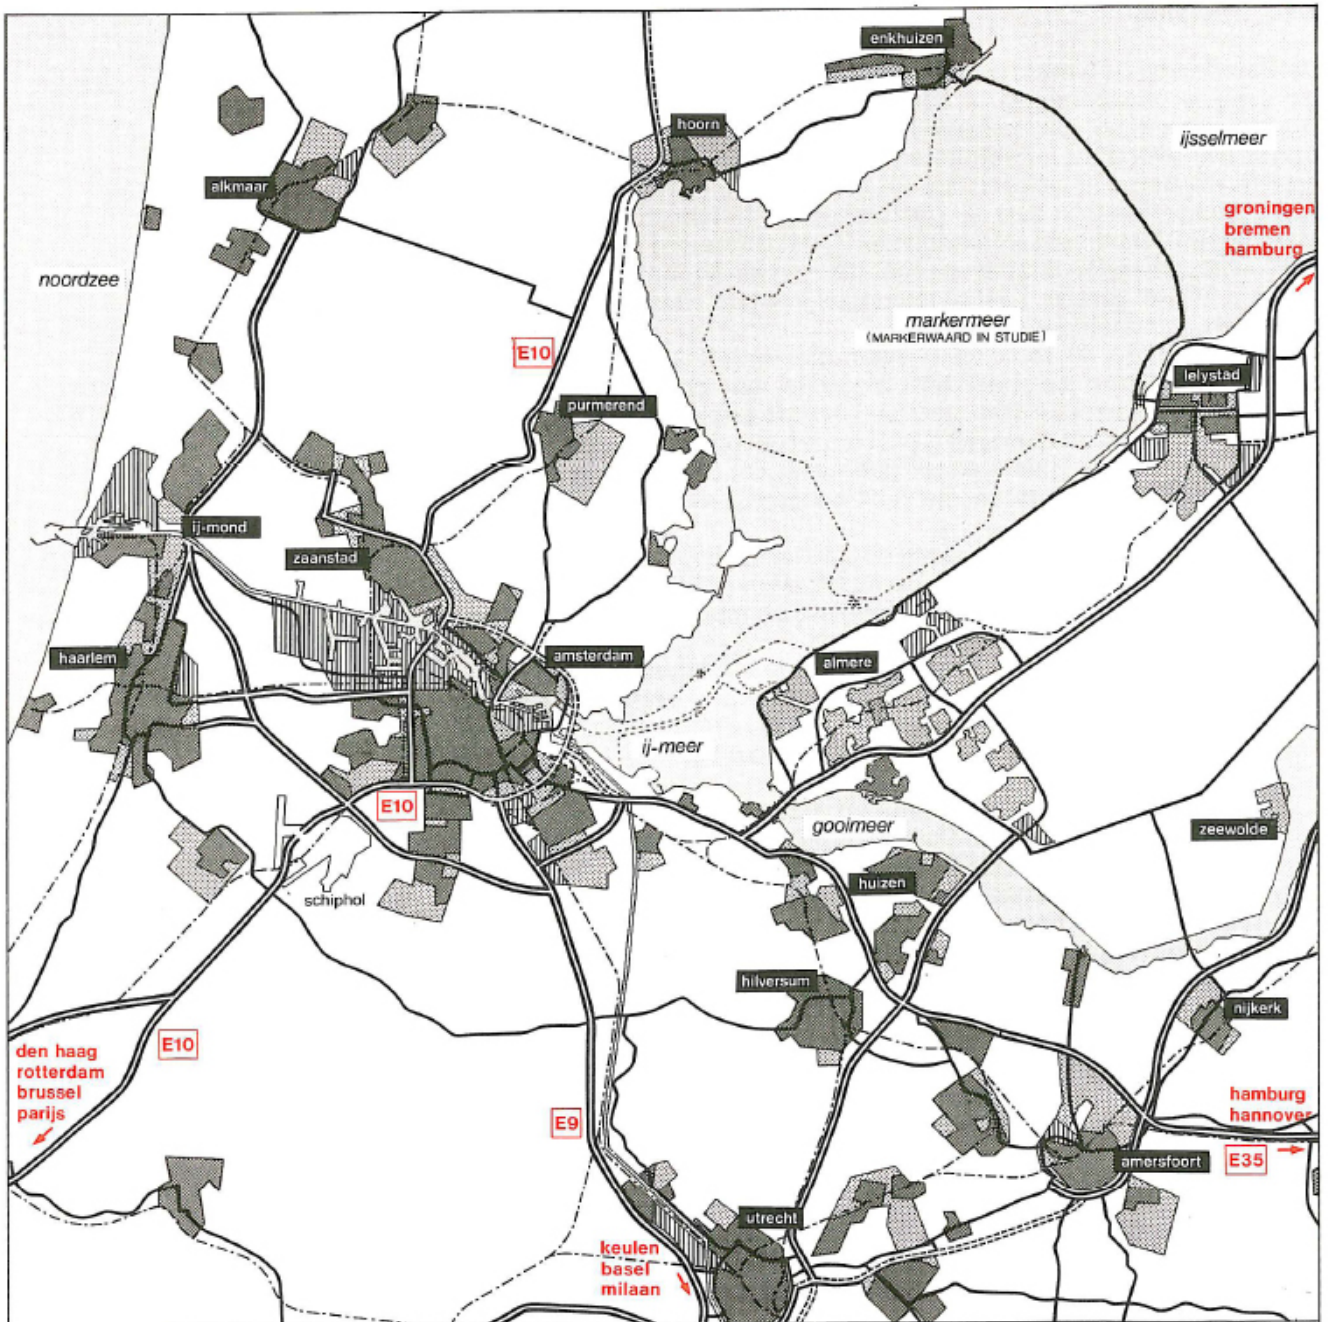 enkhuizen
hoorn
ijsselmeer
alkmaar
groningen
bremen
hamburg
noordzee
markermeer
(MARKERWAARD IN STUDIE)
E10
lelystad
purmerend
ij-mond
zaanstad
haarlem
amsterdam
almere
ij-meer
E10
gooimeer
zeewolde
huizen
schiphol
hilversum
nijkerk
E10
den haag
rotterdam
brussel
parijs
hamburg
hannover
E9
amersfoort
E35
utrecht
keulen
basel
milaan